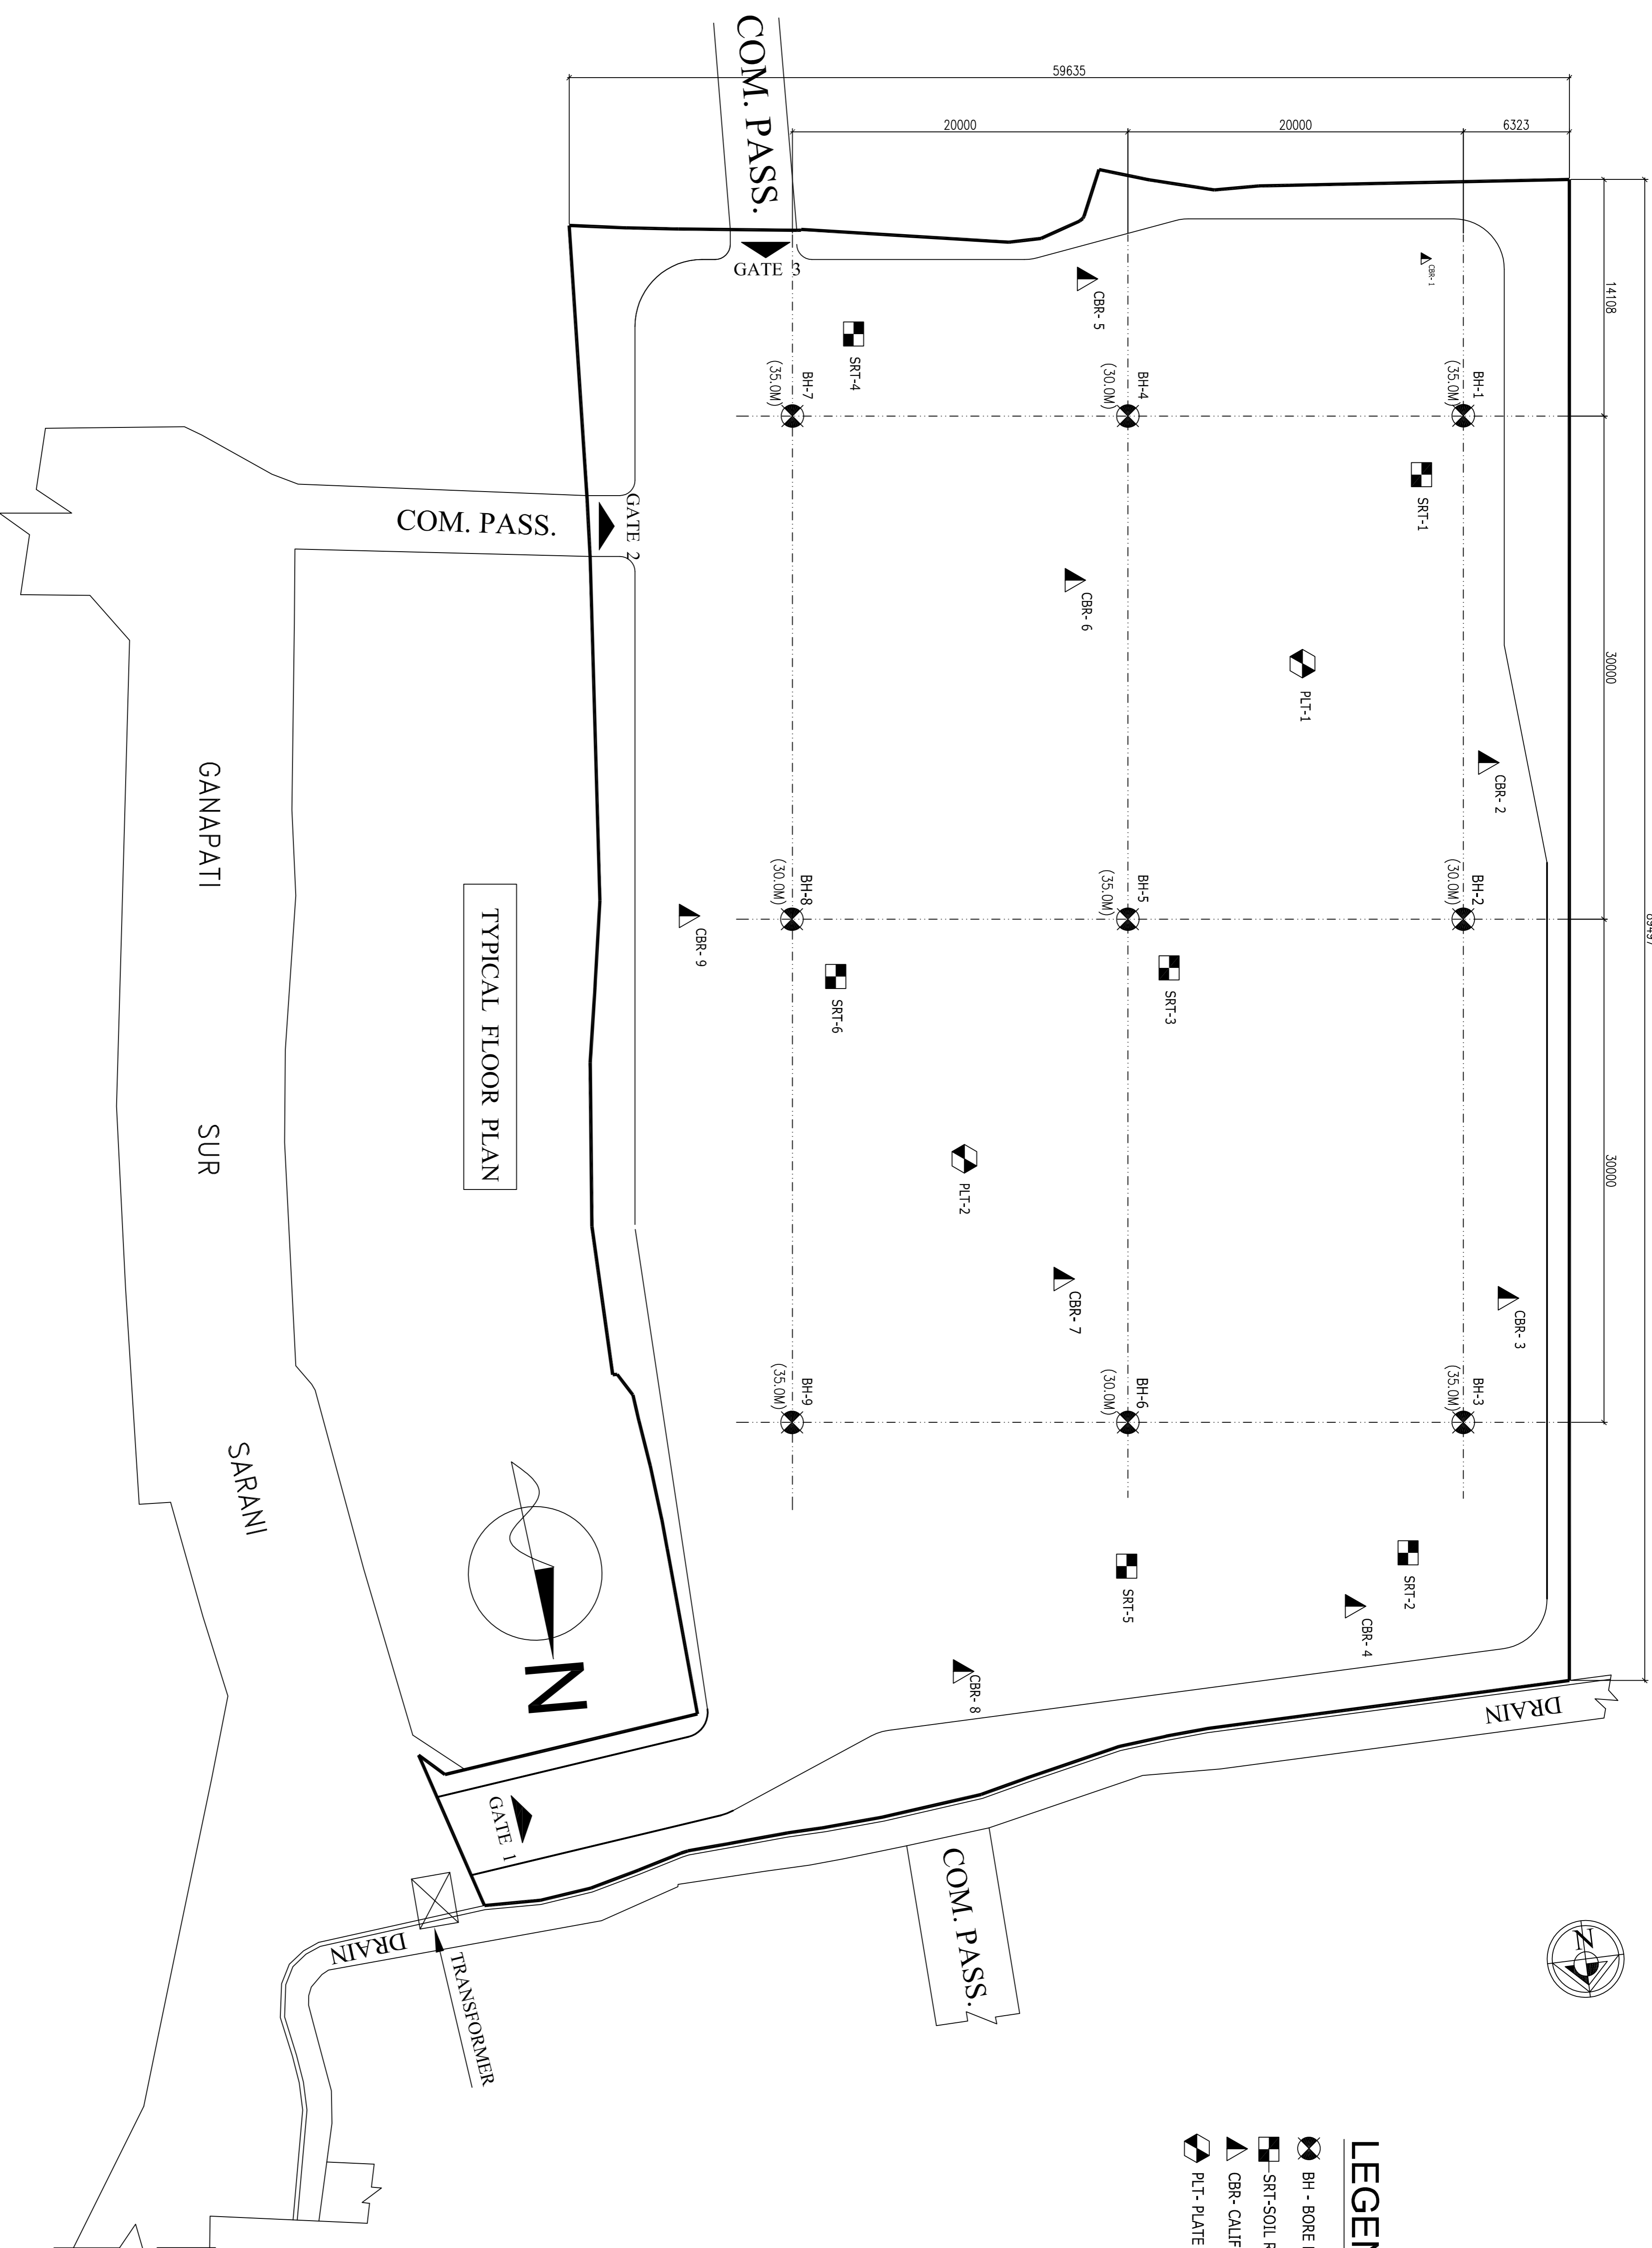 59635
20000
20000
6323
14108
30000
30000
89497
COM. PASS.
GATE 3
CBR- 1
CBR- 5
SRT-4
BH-7
(35.0M)
BH-4
(30.0M)
BH-1
(35.0M)
SRT-1
COM. PASS.
GATE 2
CBR- 6
PLT-1
CBR- 2
BH-8
(30.0M)
BH-5
(35.0M)
BH-2
(30.0M)
CBR- 9
SRT-6
SRT-3
TYPICAL FLOOR PLAN
GANAPATI SUR SARANI
PLT-2
CBR- 7
CBR- 3
BH-9
(35.0M)
BH-6
(30.0M)
BH-3
(35.0M)
SRT-5
SRT-2
CBR- 4
CBR- 8
N
DRAIN
GATE 1
COM. PASS.
DRAIN
TRANSFORMER
N
LEGEN
BH - BORE
SRT-SOIL R
CBR- CALIF
PLT- PLATE